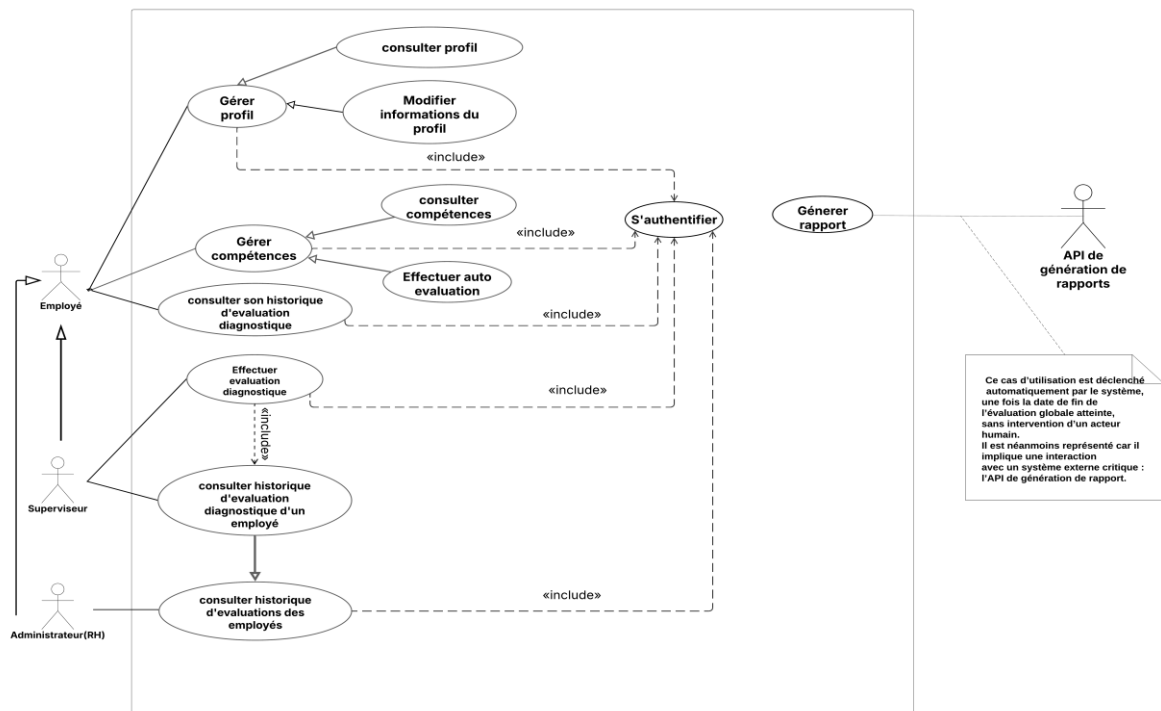 consulter profil
Gérer
profil
Modifier
informations du
profil
«include»
consulter
compétences
S'authentifier
Génerer
rapport
«include»
Gérer
compétences
API de
génération de
rapports
Effectuer auto
evaluation
Employé
consulter son historique
d'evaluation
diagnostique
«include»
Effectuer
evaluation
diagnostique
«include»
«include»
Ce cas d'utilisation est déclenché
automatiquement par le système,
une fois la date de fin de
l'évaluation globale atteinte,
sans intervention d'un acteur
humain.
Il est néanmoins représenté car il
implique une interaction
avec un système externe critique :
l'API de génération de rapport.
Superviseur
consulter historique
d'evaluation
diagnostique d'un
employé
Administrateur(RH)
consulter historique
d'evaluations des
employés
«include»